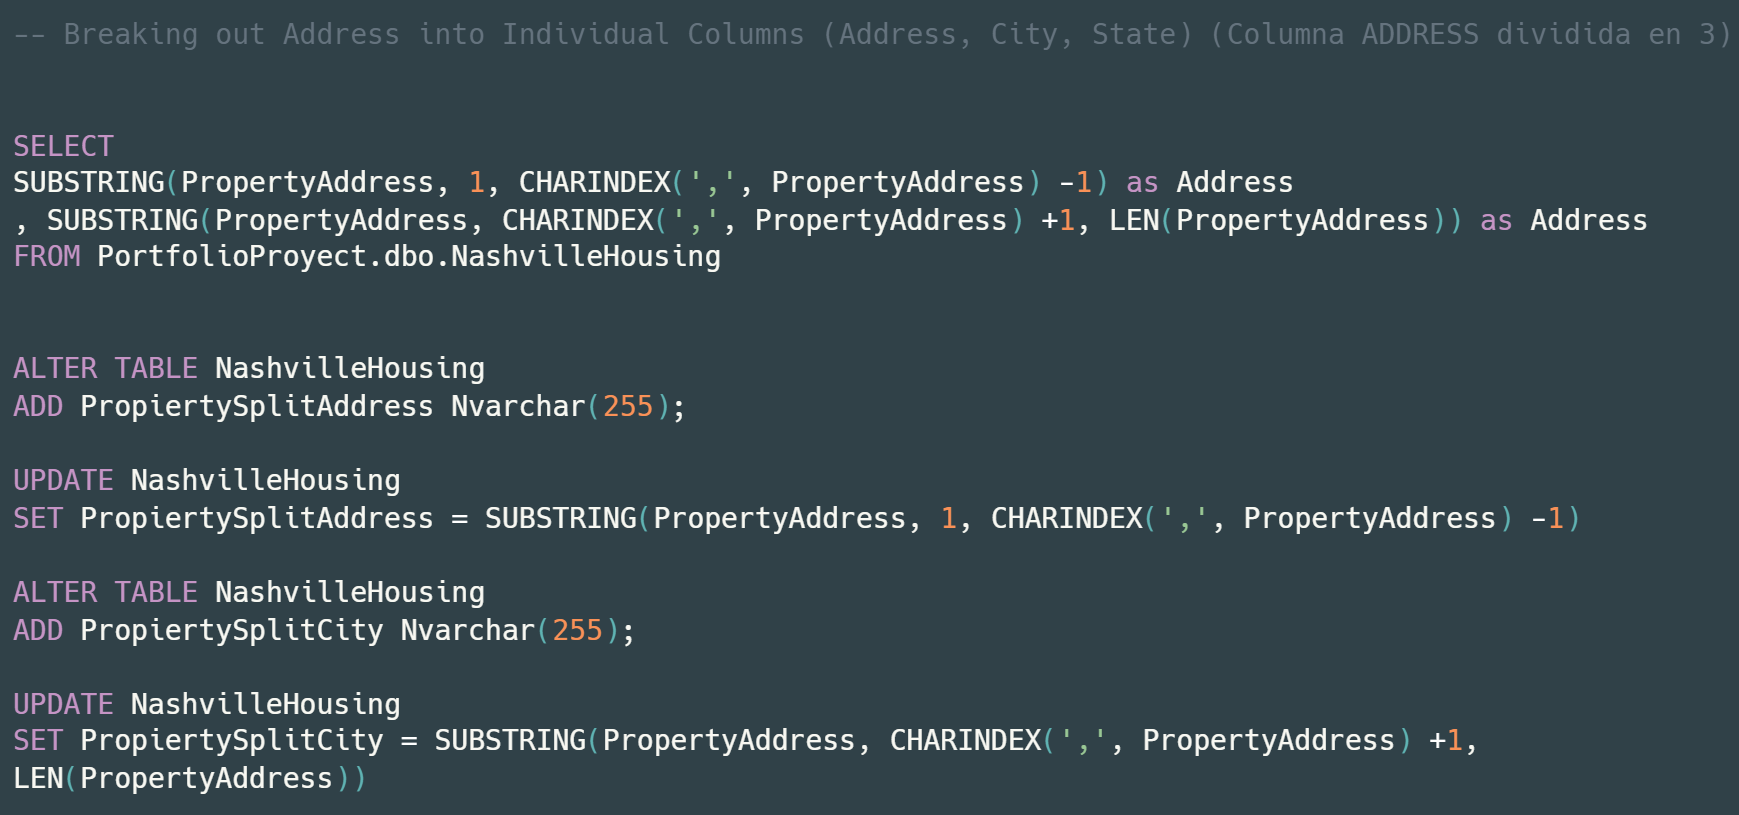 -- Breaking out Address into Individual Columns (Address, City, State) (Columna ADDRESS dividida en 3)
SELECT
SUBSTRING(PropertyAddress, 1, CHARINDEX(',', PropertyAddress) -1) as Address
, SUBSTRING(PropertyAddress, CHARINDEX(',', PropertyAddress) +1, LEN(PropertyAddress)) as Address
FROM PortfolioProyect.dbo.NashvilleHousing
ALTER TABLE NashvilleHousing
ADD PropiertySplitAddress Nvarchar(255);
UPDATE NashvilleHousing
SET PropiertySplitAddress = SUBSTRING(PropertyAddress, 1, CHARINDEX(',', PropertyAddress) -1)
ALTER TABLE NashvilleHousing
ADD PropiertySplitCity Nvarchar(255);
UPDATE NashvilleHousing
SET PropiertySplitCity = SUBSTRING(PropertyAddress, CHARINDEX(',', PropertyAddress) +1,
LEN(PropertyAddress))